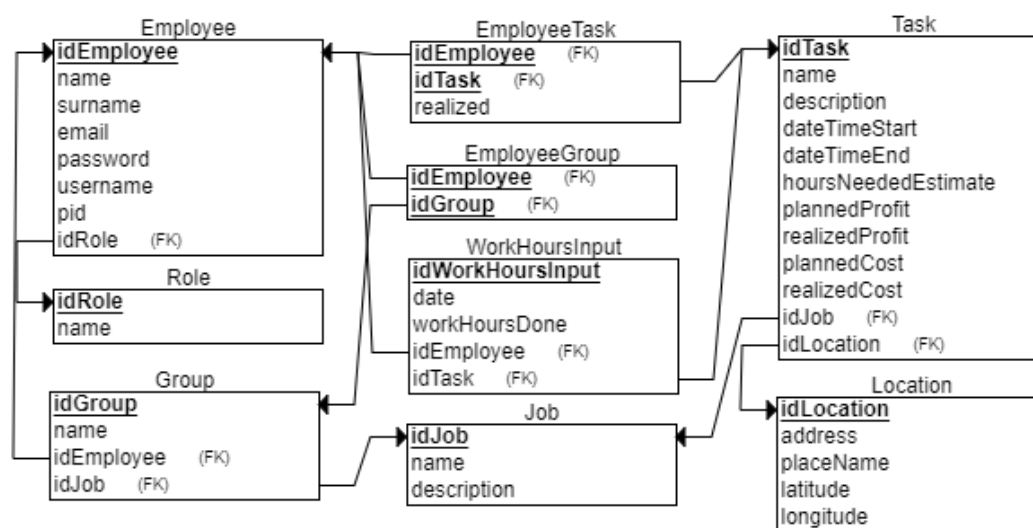 Employee
idEmployee
name
surname
email
password
username
pid
idRole (FK)
Role
idRole
name
Group
idGroup
name
idEmployee (FK)
idJob (FK)
EmployeeTask
idEmployee (FK)
idTask (FK)
realized
EmployeeGroup
idEmployee (FK)
idGroup (FK)
WorkHoursInput
idWorkHoursInput
date
workHoursDone
idEmployee (FK)
idTask (FK)
Job
idJob
name
description
Task
idTask
name
description
dateTimeStart
dateTimeEnd
hoursNeededEstimate
plannedProfit
realizedProfit
plannedCost
realizedCost
idJob (FK)
idLocation (FK)
Location
idLocation
address
placeName
latitude
longitude